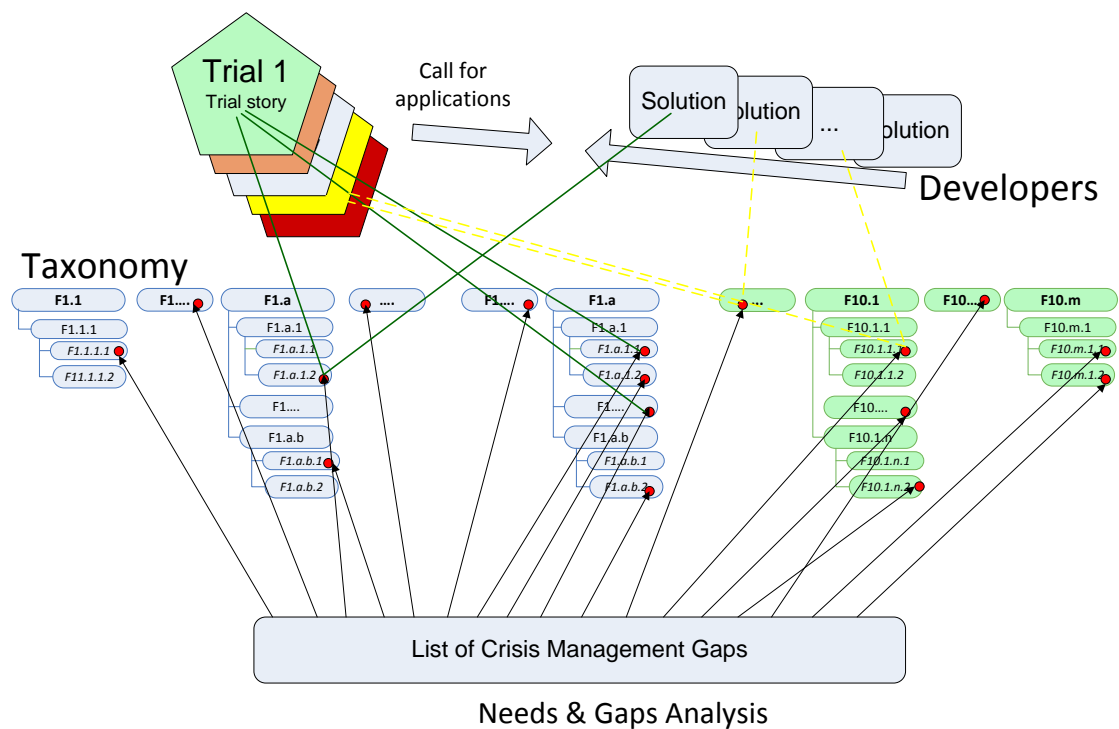 Trial 1
Trial story
Call for
applications
Solution
olution
...
olution
Developers
Taxonomy
F1.1
F1....
F1.a
....
F1....
F1.a
...
F10.1
F10....
F10.m
F1.1.1
F1.1.1.1
F11.1.1.2
F1.a.1
F1.a.1.1
F1.a.1.2
F1....
F1.a.b
F1.a.b.1
F1.a.b.2
F1.a.1
F1.a.1.1
F1.a.1.2
F1....
F1.a.b
F1.a.b.1
F1.a.b.2
F10.1.1
F10.1.1.1
F10.1.1.2
F10....
F10.1.n
F10.1.n.1
F10.1.n.2
F10.m.1
F10.m.1.1
F10.m.1.2
List of Crisis Management Gaps
Needs & Gaps Analysis